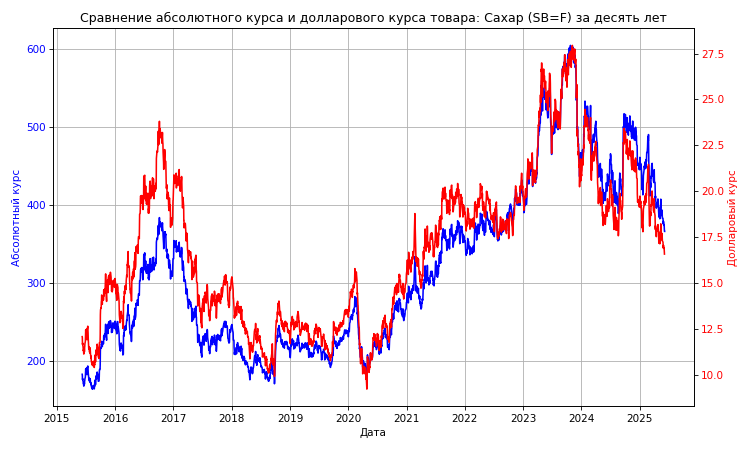 Сравнение абсолютного курса и долларового курса товара: Сахар (SB=F) за десять лет
600
500
400
300
200
Абсолютный курс
27.5
25.0
22.5
20.0
17.5
15.0
12.5
10.0
Долларовый курс
2015 2016 2017 2018 2019 2020 2021 2022 2023 2024 2025
Дата